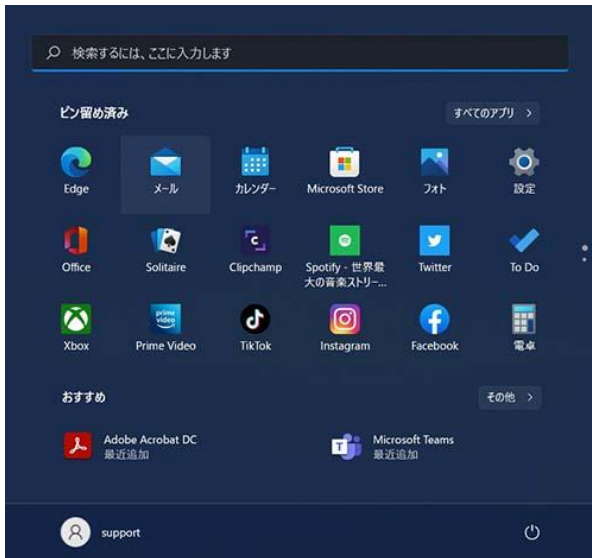 検索するには、ここに入力します
ピン留め済み
すべてのアプリ
Edge
メール
カレンダー
Microsoft Store
フォト
設定
Office
Solitaire
Clipchamp
Spotify - 世界最
大の音楽ストリー...
Twitter
To Do
prime
video
Xbox
Prime Video
TikTok
Instagram
Facebook
電卓
おすすめ
その他
Adobe Acrobat DC
最近追加
Microsoft Teams
最近追加
support